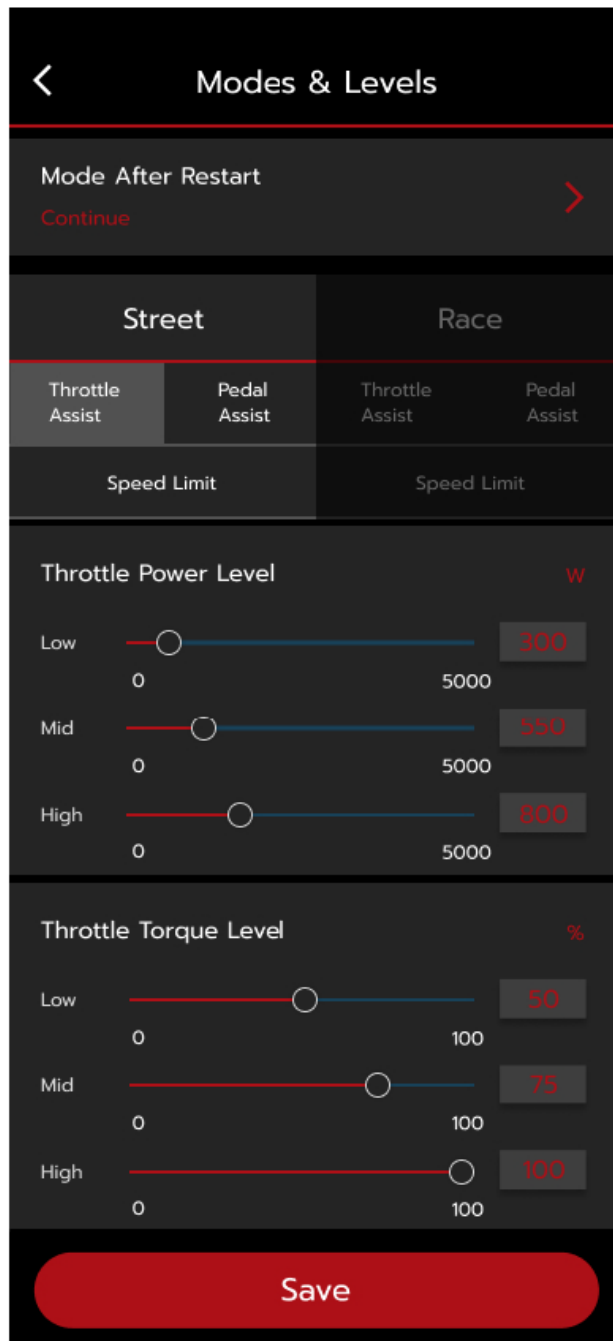 Modes & Levels
Mode After Restart
Continue
Street Race
Throttle Assist Pedal Assist Throttle Assist Pedal Assist
Speed Limit Speed Limit
Throttle Power Level W
Low 300
0 5000
Mid 550
0 5000
High 800
0 5000
Throttle Torque Level %
Low 50
0 100
Mid 75
0 100
High 100
0 100
Save